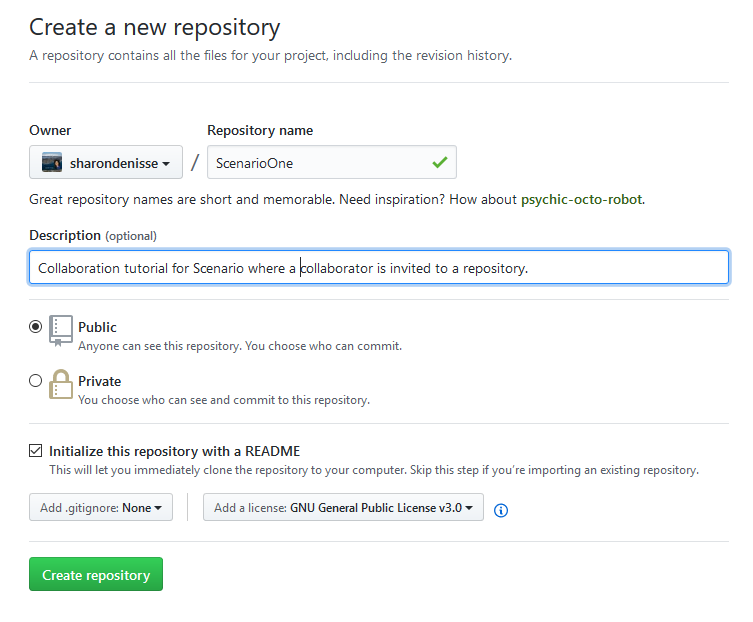 Create a new repository
A repository contains all the files for your project, including the revision history.
Owner
Repository name
sharondenisse / ScenarioOne
Great repository names are short and memorable. Need inspiration? How about psychic-octo-robot.
Description (optional)
Collaboration tutorial for Scenario where a collaborator is invited to a repository.
Public
Anyone can see this repository. You choose who can commit.
Private
You choose who can see and commit to this repository.
Initialize this repository with a README
This will let you immediately clone the repository to your computer. Skip this step if you're importing an existing repository.
Add .gitignore: None
Add a license: GNU General Public License v3.0
Create repository